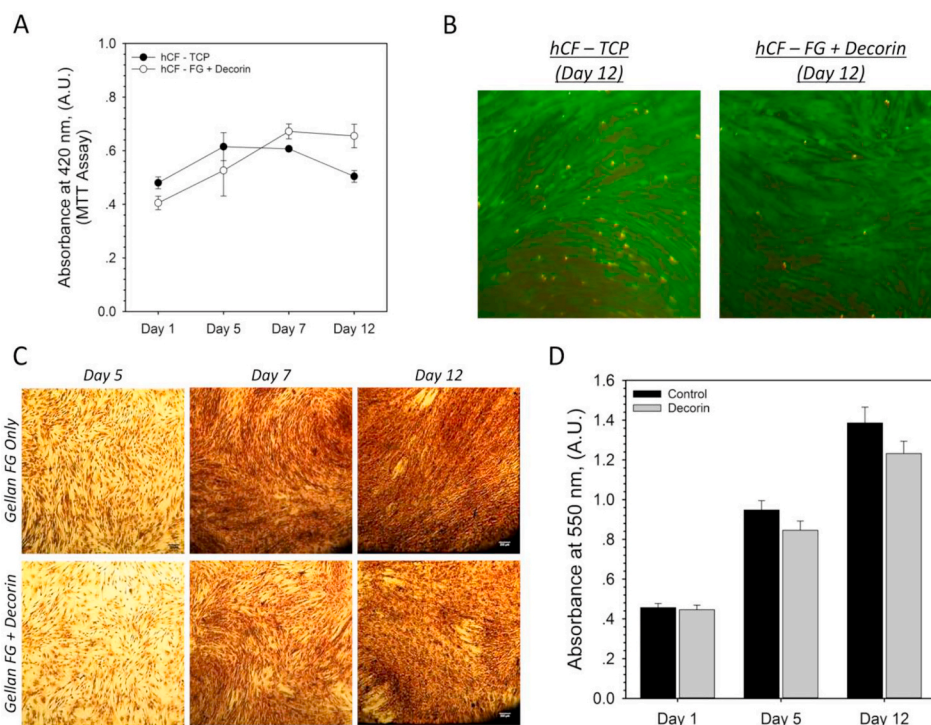 A
Absorbance at 420 nm, (A.U.)
(MTT Assay)
1.0
.8
.6
.4
.2
0.0
hCF - TCP
hCF - FG + Decorin
Day 1
Day 5
Day 7
Day 12
B
hCF – TCP
(Day 12)
hCF – FG + Decorin
(Day 12)
C
Day 5
Day 7
Day 12
Gellan FG Only
Gellan FG + Decorin
D
Absorbance at 550 nm, (A.U.)
1.6
1.4
1.2
1.0
.8
.6
.4
.2
0.0
Control
Decorin
Day 1
Day 5
Day 12